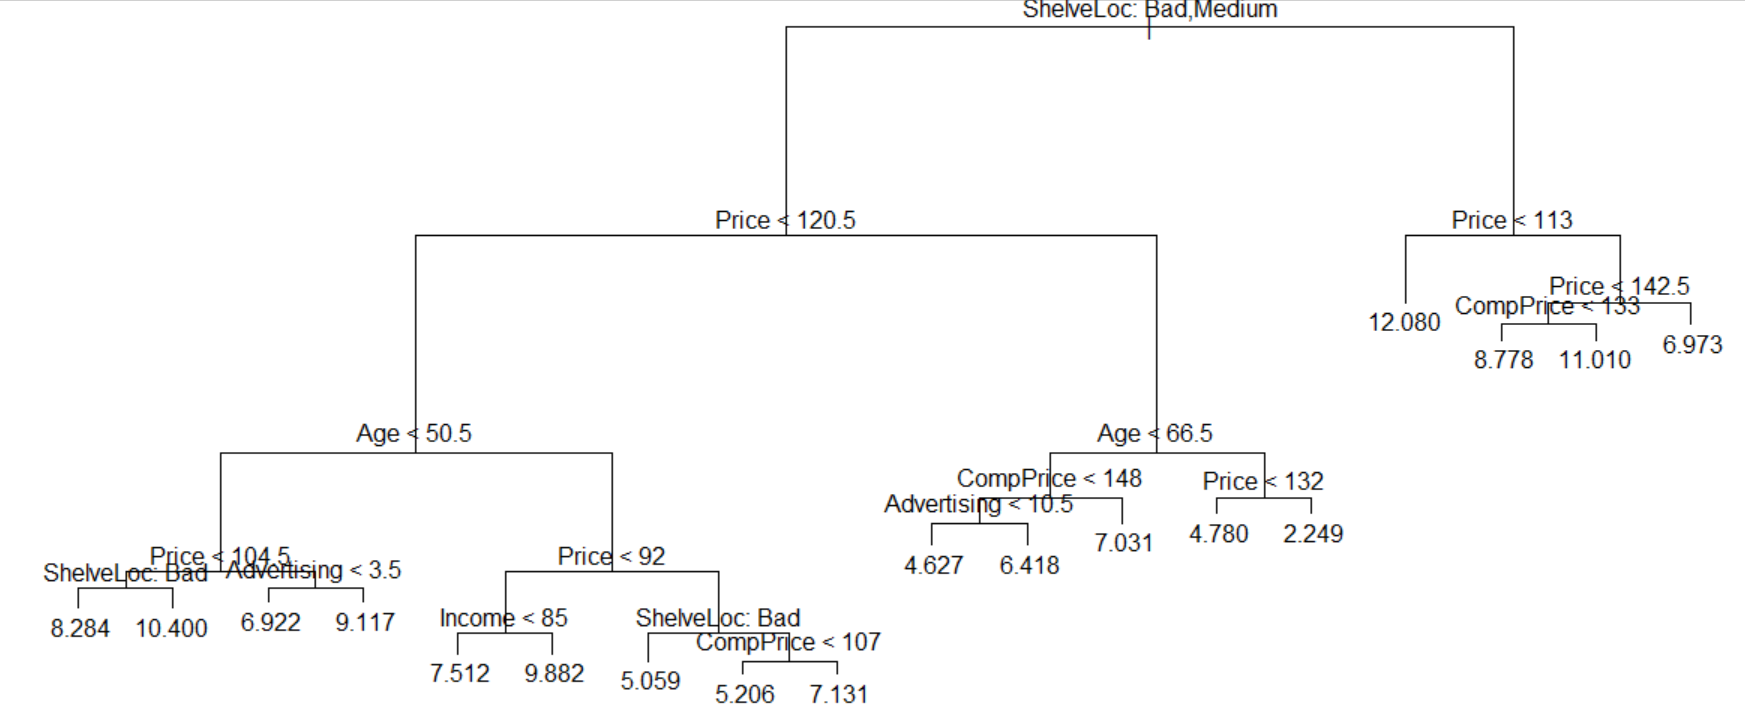 ShelveLoc: Bad,Medium
Price < 120.5
Price < 113
Price < 142.5
CompPrice < 133
12.080
8.778
11.010
6.973
Age < 50.5
Age < 66.5
CompPrice < 148
Price < 132
Advertising < 10.5
4.627
6.418
7.031
4.780
2.249
Price < 104.5
ShelveLoc: Bad
Advertising < 3.5
8.284
10.400
6.922
9.117
Price < 92
Income < 85
ShelveLoc: Bad
CompPrice < 107
7.512
9.882
5.059
5.206
7.131